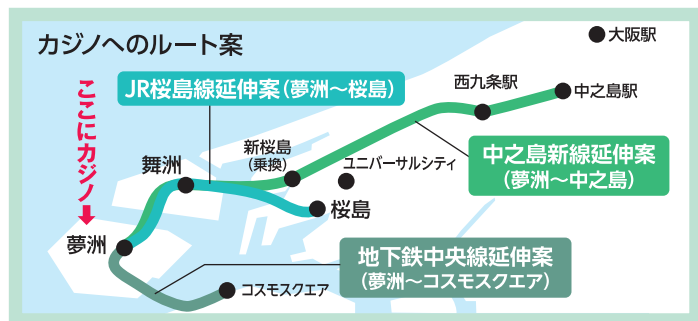 カジノへのルート案
大阪駅
JR桜島線延伸案(夢洲～桜島)
西九条駅
中之島駅
ここにカジノ
新桜島
(乗換)
中之島新線延伸案
(夢洲～中之島)
舞洲
ユニバーサルシティ
桜島
夢洲
地下鉄中央線延伸案
(夢洲～コスモスクエア)
コスモスクエア